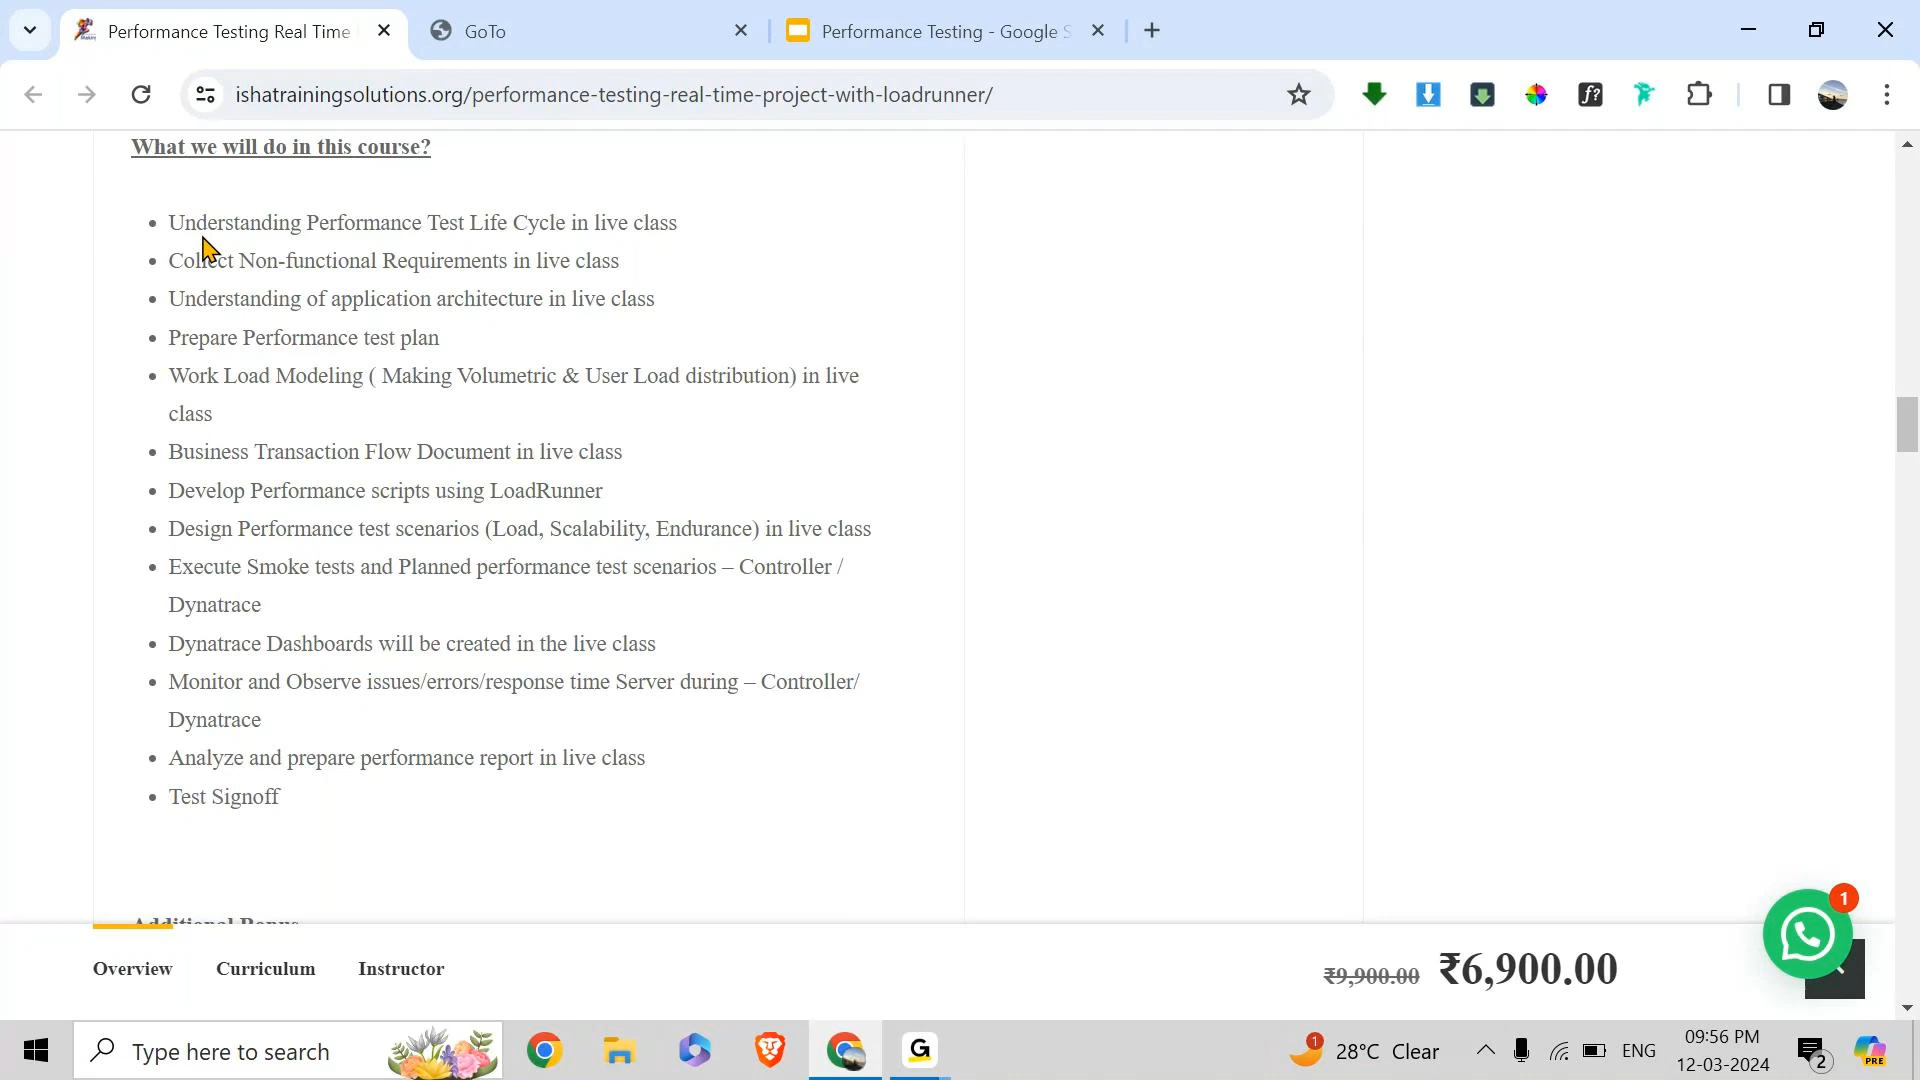 Performance Testing Real Time
GoTo
Performance Testing - Google S
ishatrainingsolutions.org/performance-testing-real-time-project-with-loadrunner/
f?
What we will do in this course?
Understanding Performance Test Life Cycle in live class
Collect Non-functional Requirements in live class
Understanding of application architecture in live class
Prepare Performance test plan
Work Load Modeling ( Making Volumetric & User Load distribution) in live
class
Business Transaction Flow Document in live class
Develop Performance scripts using LoadRunner
Design Performance test scenarios (Load, Scalability, Endurance) in live class
Execute Smoke tests and Planned performance test scenarios – Controller /
Dynatrace
Dynatrace Dashboards will be created in the live class
Monitor and Observe issues/errors/response time Server during – Controller/
Dynatrace
Analyze and prepare performance report in live class
Test Signoff
Additional Bonus
1
Overview Curriculum Instructor ₹9,900.00 ₹6,900.00
Type here to search
G
1
28°C Clear
ENG
09:56 PM
12-03-2024
2
PRE